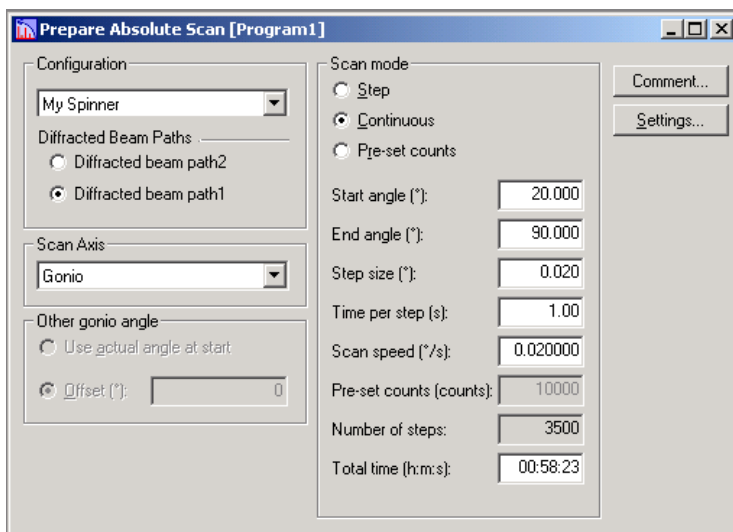 Prepare Absolute Scan [Program1]
Configuration
My Spinner
Diffracted Beam Paths
Diffracted beam path2
Diffracted beam path1
Scan Axis
Gonio
Other gonio angle
Use actual angle at start
Offset (°): 0
Scan mode
Step
Continuous
Pre-set counts
Start angle (°): 20.000
End angle (°): 90.000
Step size (°): 0.020
Time per step (s): 1.00
Scan speed (°/s): 0.020000
Pre-set counts (counts): 10000
Number of steps: 3500
Total time (h:m:s): 00:58:23
Comment...
Settings...